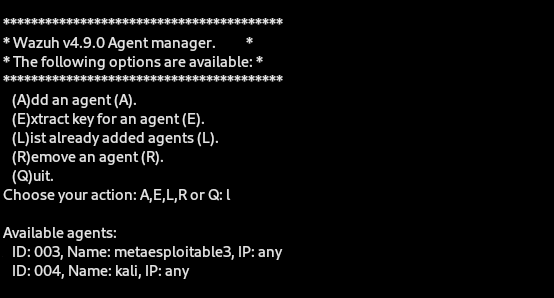 ****************************************
* Wazuh v4.9.0 Agent manager.        *
* The following options are available: *
****************************************
(A)dd an agent (A).
(E)xtract key for an agent (E).
(L)ist already added agents (L).
(R)emove an agent (R).
(Q)uit.
Choose your action: A,E,L,R or Q: l
Available agents:
ID: 003, Name: metaesploitable3, IP: any
ID: 004, Name: kali, IP: any